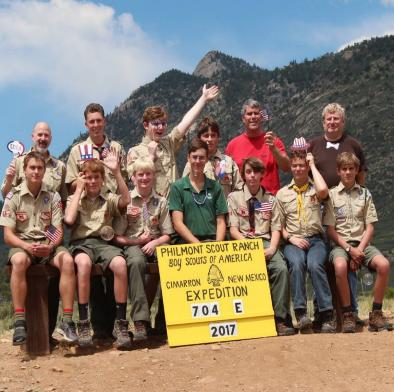 PHILMONT SCOUT RANCH
BOY SCOUTS OF AMERICA
CIMARRON NEW MEXICO
EXPEDITION
704 E
2017